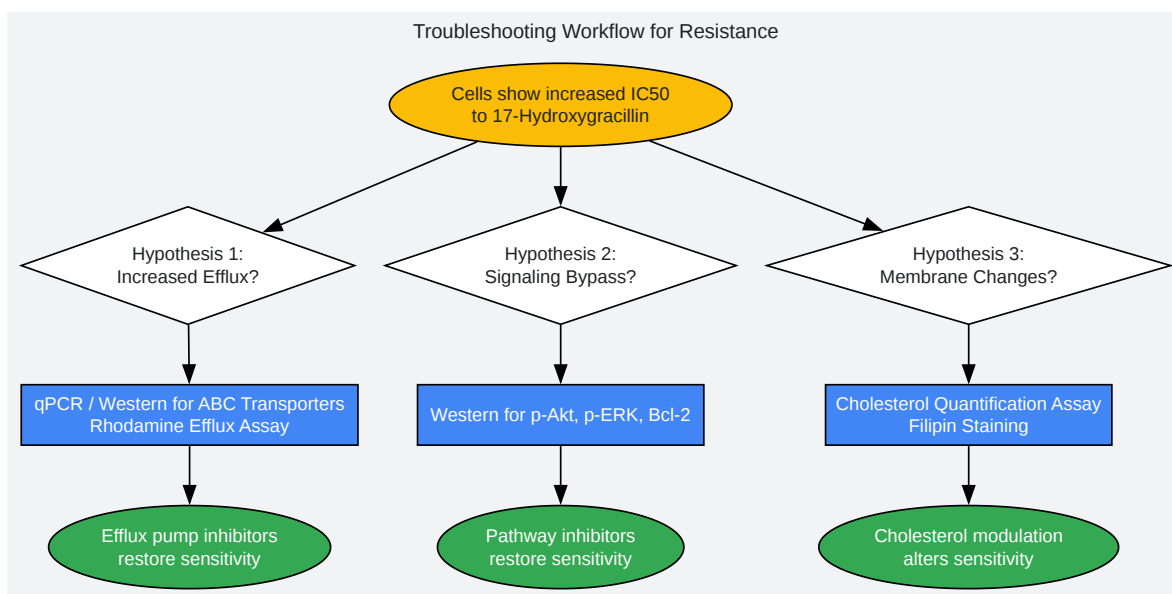 Troubleshooting Workflow for Resistance
Cells show increased IC50
to 17-Hydroxygracillin
Hypothesis 1:
Increased Efflux?
Hypothesis 2:
Signaling Bypass?
Hypothesis 3:
Membrane Changes?
qPCR / Western for ABC Transporters
Rhodamine Efflux Assay
Western for p-Akt, p-ERK, Bcl-2
Cholesterol Quantification Assay
Filipin Staining
Efflux pump inhibitors
restore sensitivity
Pathway inhibitors
restore sensitivity
Cholesterol modulation
alters sensitivity